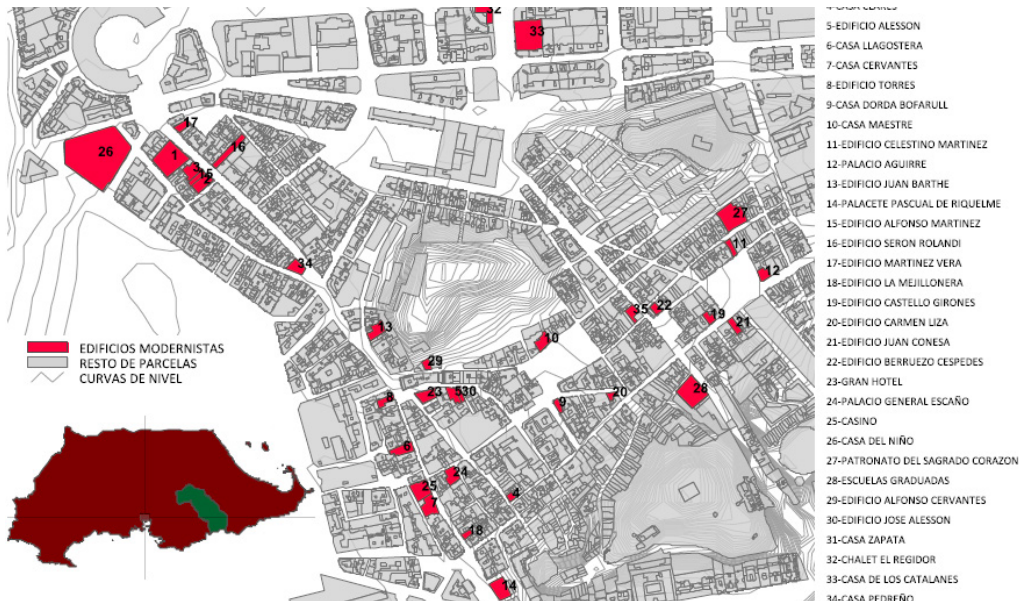 32
33
17
16
26
1
3
15
2
27
11
12
34
35
22
19
21
13
10
29
28
23
530
20
8
9
6
24
25
4
7
18
14
EDIFICIOS MODERNISTAS
RESTO DE PARCELAS
CURVAS DE NIVEL
4-CASA CLARES
5-EDIFICIO ALESSON
6-CASA LLAGOSTERA
7-CASA CERVANTES
8-EDIFICIO TORRES
9-CASA DORDA BOFARULL
10-CASA MAESTRE
11-EDIFICIO CELESTINO MARTINEZ
12-PALACIO AGUIRRE
13-EDIFICIO JUAN BARTHE
14-PALACETE PASCUAL DE RIQUELME
15-EDIFICIO ALFONSO MARTINEZ
16-EDIFICIO SERON ROLANDI
17-EDIFICIO MARTINEZ VERA
18-EDIFICIO LA MEJILLONERA
19-EDIFICIO CASTELLO GIRONES
20-EDIFICIO CARMEN LIZA
21-EDIFICIO JUAN CONESA
22-EDIFICIO BERRUEZO CESPEDES
23-GRAN HOTEL
24-PALACIO GENERAL ESCAÑO
25-CASINO
26-CASA DEL NIÑO
27-PATRONATO DEL SAGRADO CORAZON
28-ESCUELAS GRADUADAS
29-EDIFICIO ALFONSO CERVANTES
30-EDIFICIO JOSE ALESSON
31-CASA ZAPATA
32-CHALET EL REGIDOR
33-CASA DE LOS CATALANES
34-CASA PEDREÑO